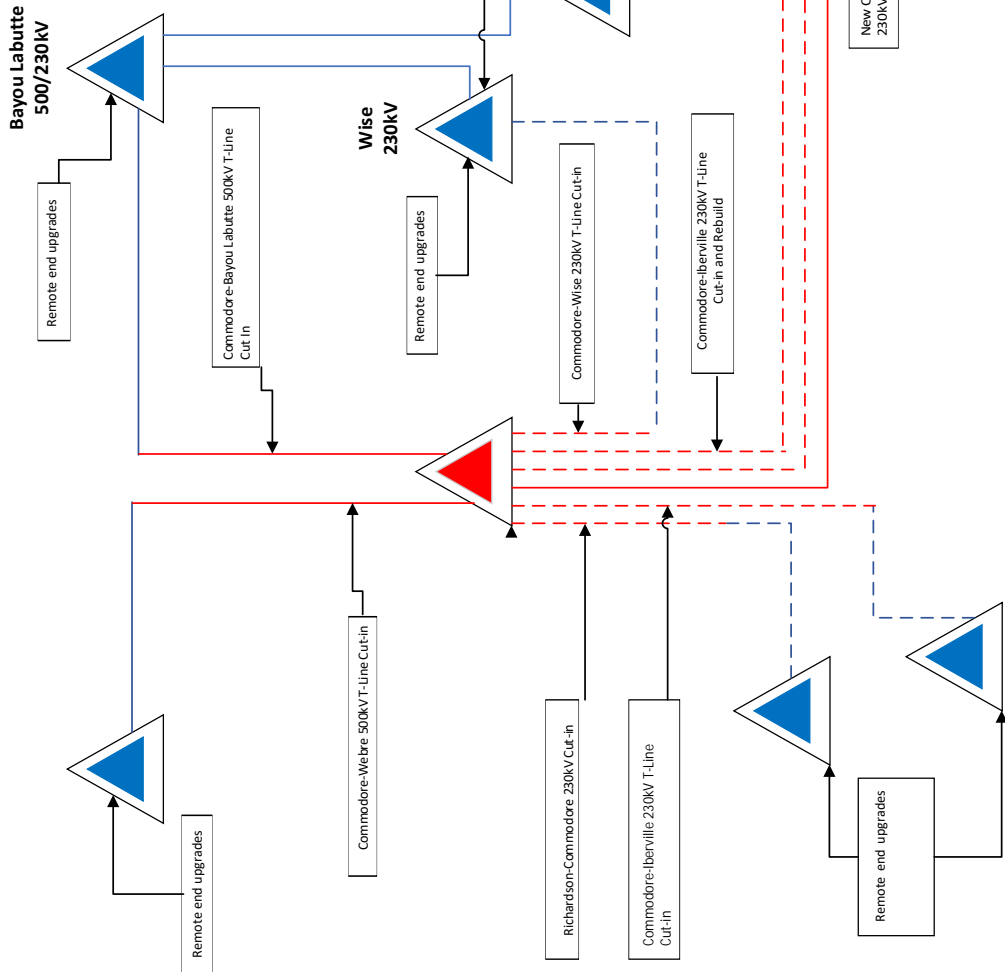 Bayou Labutte
500/230kV
Remote end upgrades
Commodore-Bayou Labutte 500kV T-Line
Cut In
Wise
230kV
Remote end upgrades
Commodore-Wise 230kV T-Line Cut-in
Commodore-Iberville 230kV T-Line
Cut-in and Rebuild
New
230kV
Commodore-Webre 500kV T-Line Cut-in
Remote end upgrades
Richardson-Commodore 230kV Cut-in
Commodore-Iberville 230kV T-Line
Cut-in
Remote end upgrades